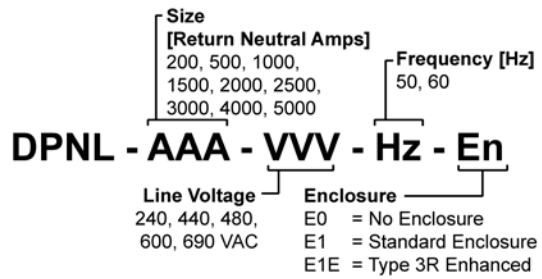 Size
[Return Neutral Amps]
200, 500, 1000,
1500, 2000, 2500,
3000, 4000, 5000
Frequency [Hz]
50, 60
DPNL - AAA - VVV - Hz - En
Line Voltage
240, 440, 480,
600, 690 VAC
Enclosure
E0 = No Enclosure
E1 = Standard Enclosure
E1E = Type 3R Enhanced